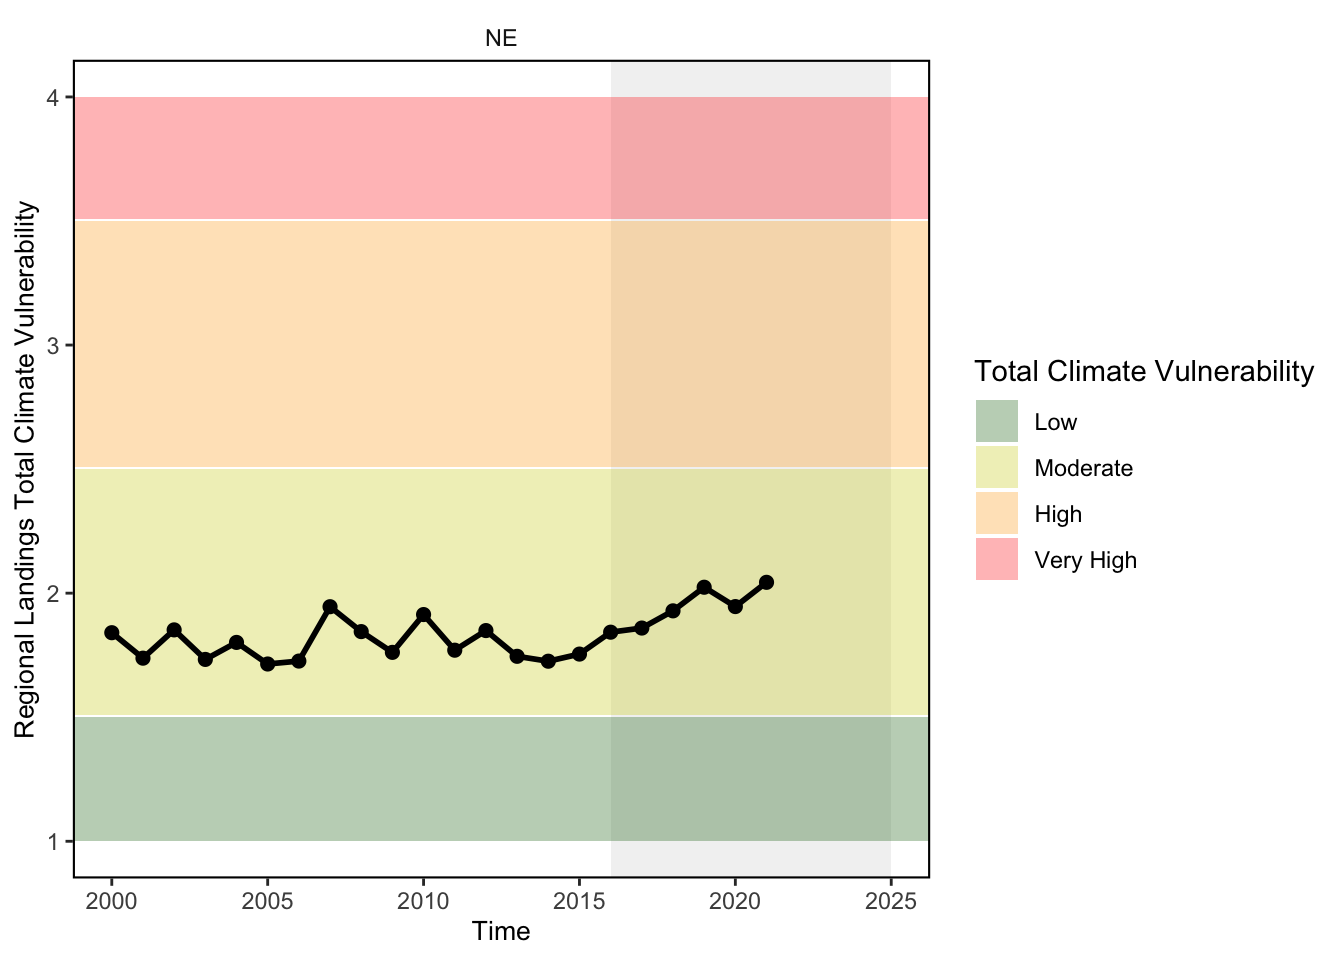 NE
Regional Landings Total Climate Vulnerability
4
3
2
1
2000
2005
2010
2015
2020
2025
Time
Total Climate Vulnerability
Low
Moderate
High
Very High